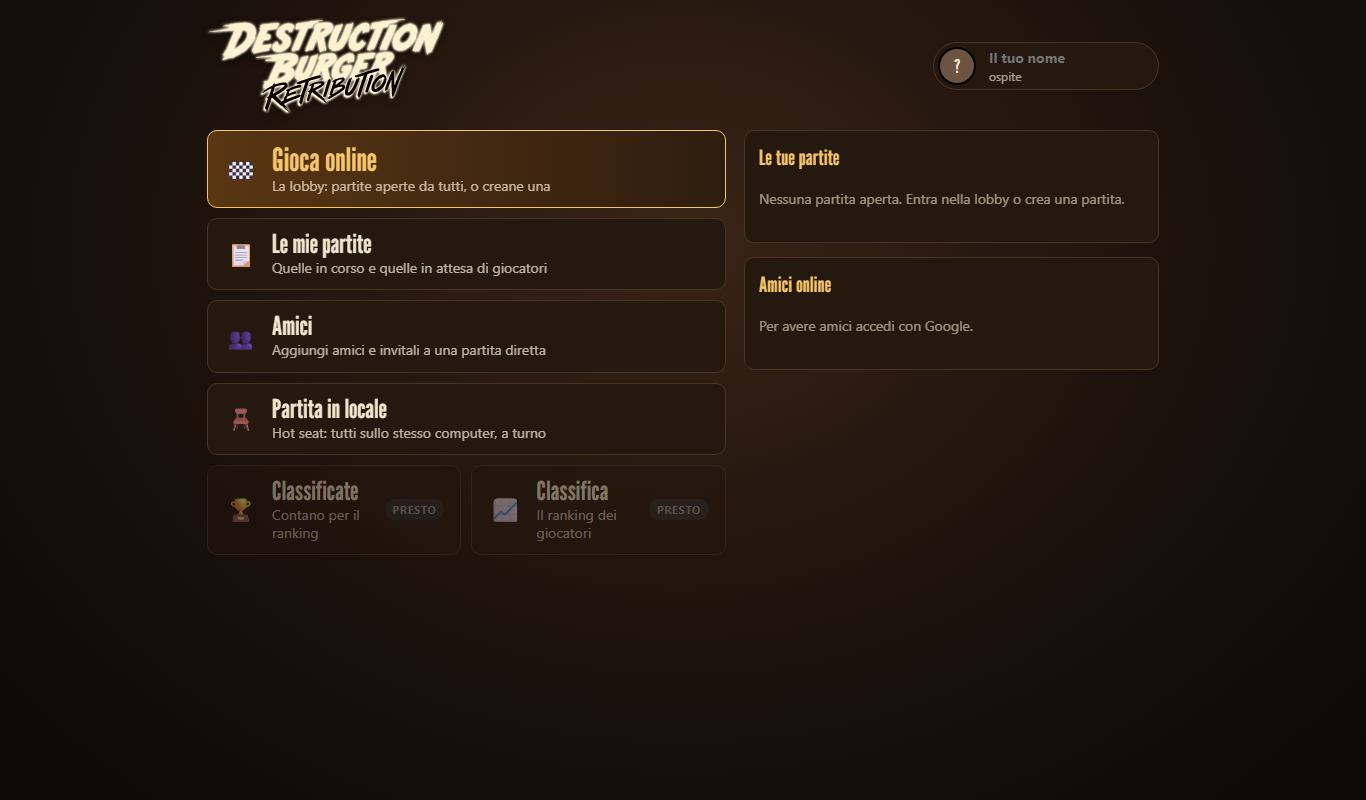 DESTRUCTION
BURGER
RETRIBUTION
?
Il tuo nome
ospite
Gioca online
La lobby: partite aperte da tutti, o creane una
Le mie partite
Quelle in corso e quelle in attesa di giocatori
Amici
Aggiungi amici e invitali a una partita diretta
Partita in locale
Hot seat: tutti sullo stesso computer, a turno
Classificate
Contano per il
ranking
PRESTO
Classifica
Il ranking dei
giocatori
PRESTO
Le tue partite
Nessuna partita aperta. Entra nella lobby o crea una partita.
Amici online
Per avere amici accedi con Google.